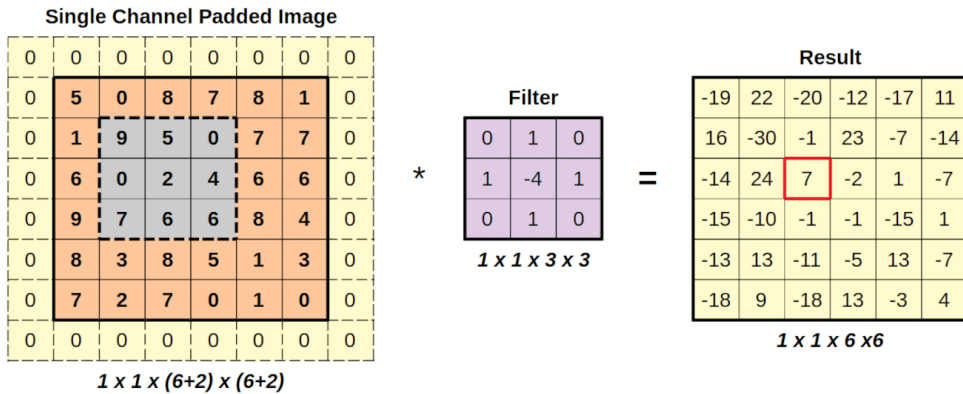 Single Channel Padded Image
0 0 0 0 0 0 0 0
0 5 0 8 7 8 1 0
0 1 9 5 0 7 7 0
0 6 0 2 4 6 6 0
0 9 7 6 6 8 4 0
0 8 3 8 5 1 3 0
0 7 2 7 0 1 0 0
0 0 0 0 0 0 0 0
1 x 1 x (6+2) x (6+2)
*
Filter
0 1 0
1 -4 1
0 1 0
1 x 1 x 3 x 3
=
Result
-19 22 -20 -12 -17 11
16 -30 -1 23 -7 -14
-14 24 7 -2 1 -7
-15 -10 -1 -1 -15 1
-13 13 -11 -5 13 -7
-18 9 -18 13 -3 4
1 x 1 x 6 x6